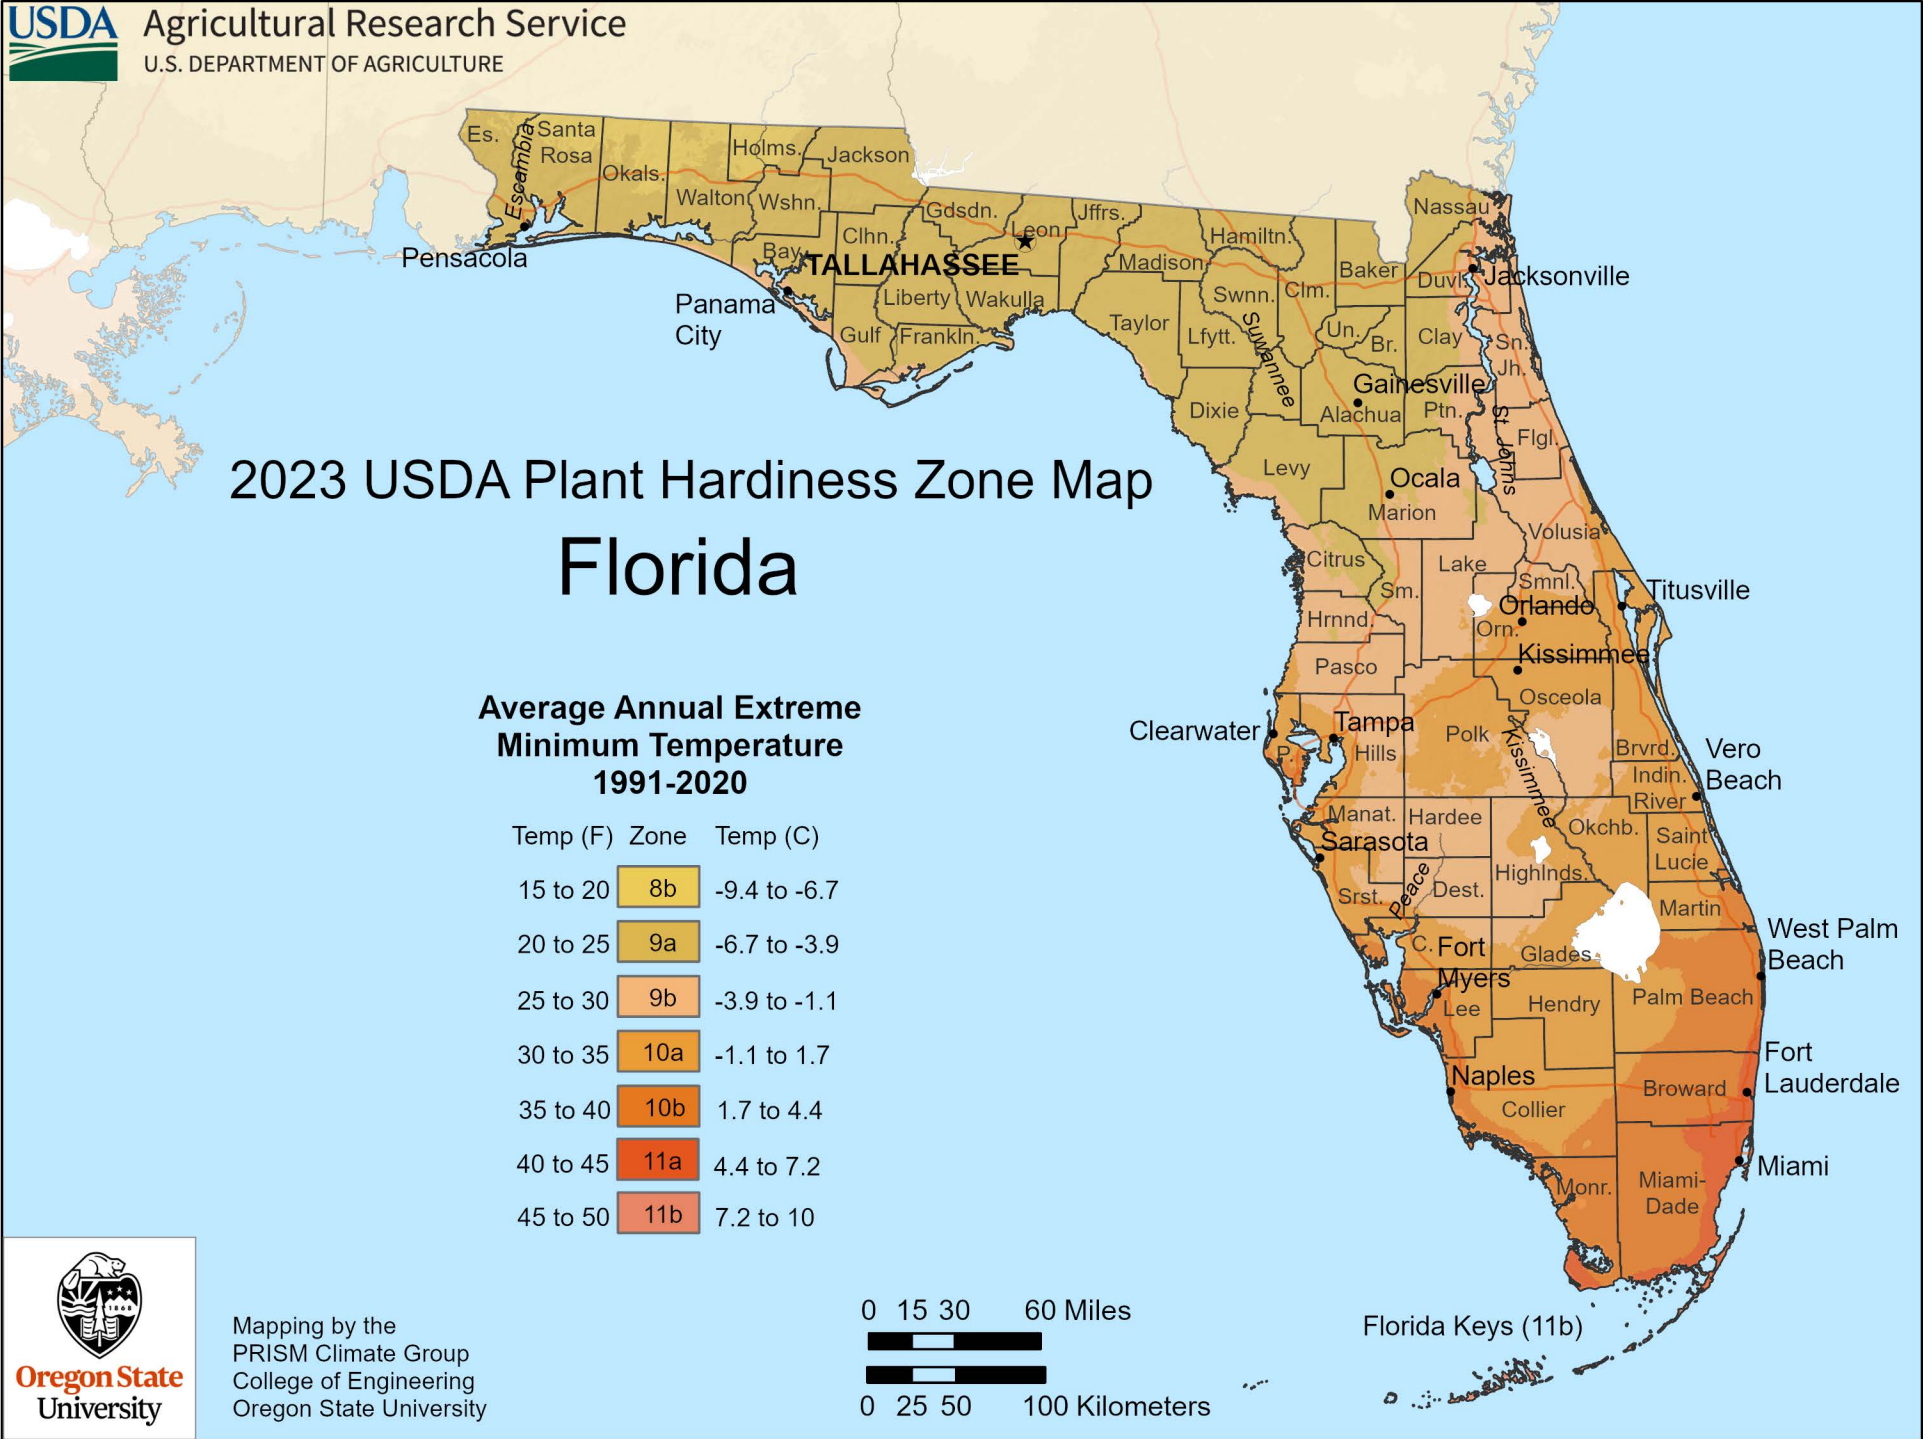 USDA Agricultural Research Service
U.S. DEPARTMENT OF AGRICULTURE
Es.
Escambia
Santa
Rosa
Okals.
Walton
Holms.
Wshn.
Jackson
Bay
Clhn.
Gdsdn.
Leon
Jffrs.
TALLAHASSEE
Liberty
Wakulla
Gulf
Frankln.
Madison
Taylor
Hamiltn.
Swnn.
Clm.
Lfytt.
Suwannee
Dixie
Baker
Nassau
Duvl.
Jacksonville
Un.
Br.
Clay
Sn.
Jh.
Pensacola
Panama
City
Gainesville
Alachua
Ptn.
St. Johns
Flgl.
Levy
Ocala
Marion
Volusia
Citrus
Lake
Sm.
Smnl.
Titusville
Orlando
Orn.
Hrnnd.
Kissimmee
Pasco
Osceola
Clearwater
Tampa
P.
Hills
Polk
Kissimmee
Brvrd.
Vero
Beach
Indin.
River
Manat.
Hardee
Okchb.
Saint
Lucie
Sarasota
Srst.
Peace
Dest.
Highlnds.
Martin
West Palm
Beach
C.
Fort
Myers
Glades
Lee
Hendry
Palm Beach
Fort
Lauderdale
Naples
Collier
Broward
Miami
Monr.
Miami-
Dade
Florida Keys (11b)
2023 USDA Plant Hardiness Zone Map
Florida
Average Annual Extreme
Minimum Temperature
1991-2020
Temp (F) Zone Temp (C)
15 to 20 8b -9.4 to -6.7
20 to 25 9a -6.7 to -3.9
25 to 30 9b -3.9 to -1.1
30 to 35 10a -1.1 to 1.7
35 to 40 10b 1.7 to 4.4
40 to 45 11a 4.4 to 7.2
45 to 50 11b 7.2 to 10
0 15 30 60 Miles
0 25 50 100 Kilometers
1868
Oregon State
University
Mapping by the
PRISM Climate Group
College of Engineering
Oregon State University